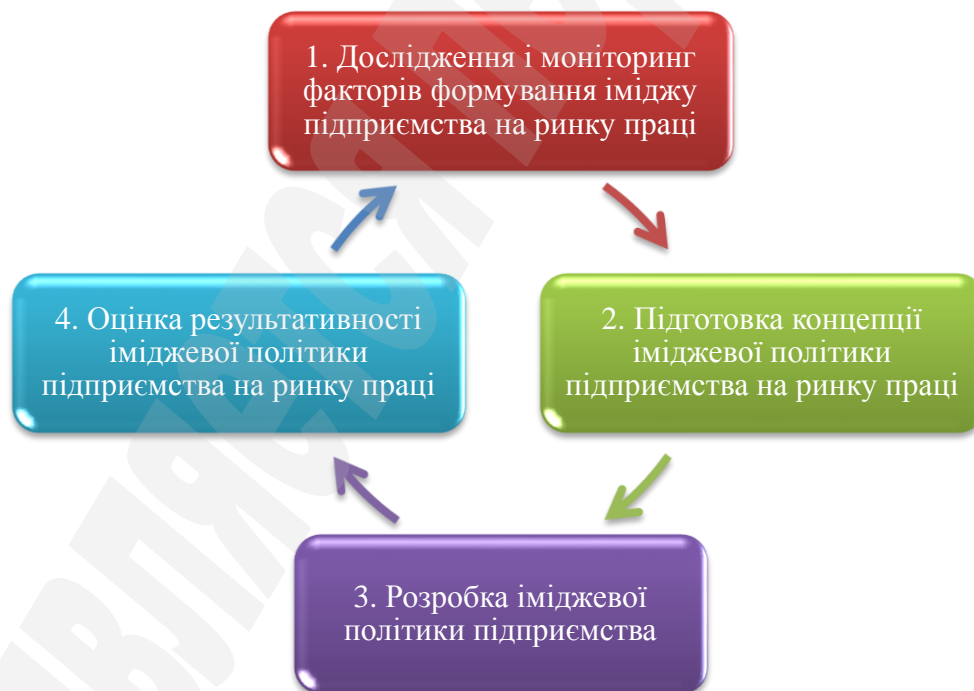 1. Дослідження і моніторинг
факторів формування іміджу
підприємства на ринку праці
2. Підготовка концепції
іміджевої політики
підприємства на ринку праці
3. Розробка іміджевої
політики підприємства
4. Оцінка результативності
іміджевої політики
підприємства на ринку праці